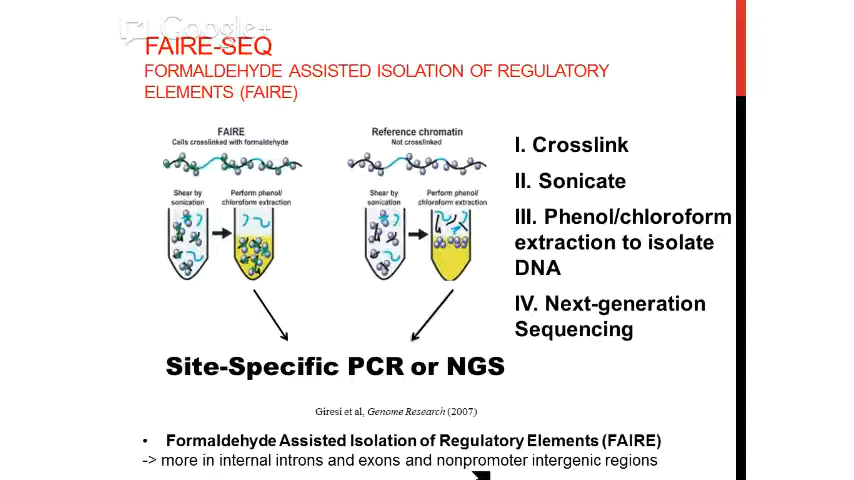 Google+
FAIRE-SEQ
FORMALDEHYDE ASSISTED ISOLATION OF REGULATORY
ELEMENTS (FAIRE)
FAIRE
Cells crosslinked with formaldehyde
Reference chromatin
Not crosslinked
Shear by
sonication
Perform phenol/
chloroform extraction
Shear by
sonication
Perform phenol/
chloroform extraction
I. Crosslink
II. Sonicate
III. Phenol/chloroform
extraction to isolate
DNA
IV. Next-generation
Sequencing
Site-Specific PCR or NGS
Giresi et al, Genome Research (2007)
• Formaldehyde Assisted Isolation of Regulatory Elements (FAIRE)
-> more in internal introns and exons and nonpromoter intergenic regions